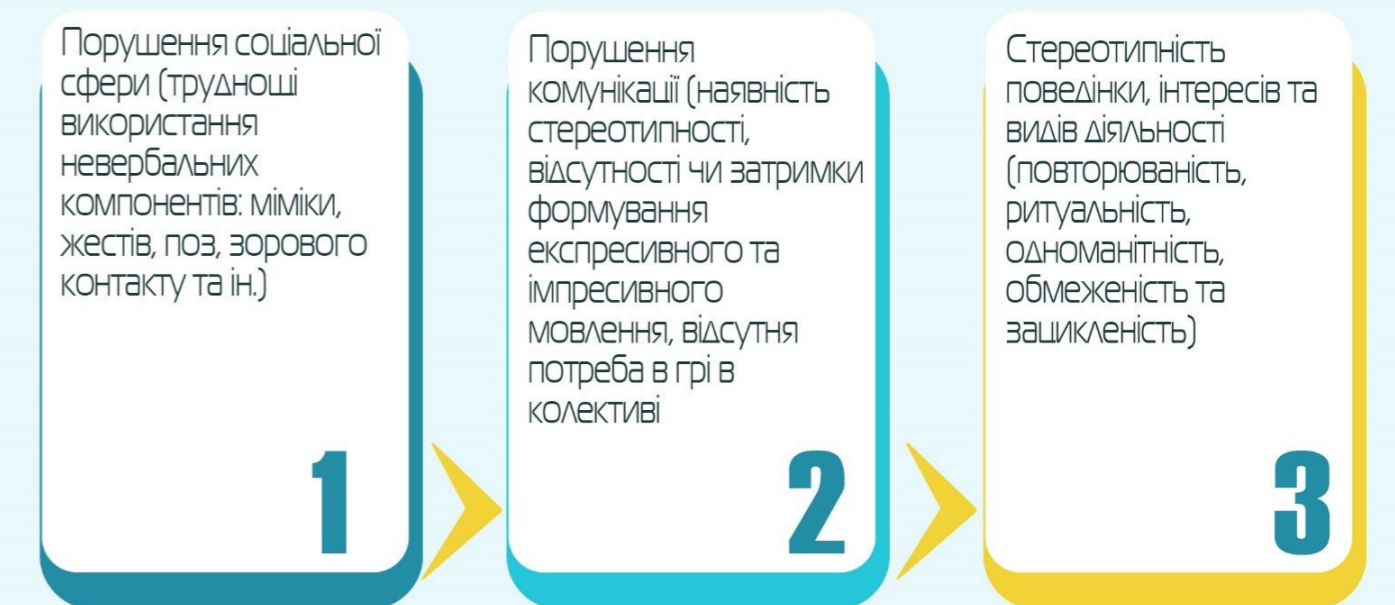 Порушення соціальної
сфери (труднощі
використання
невербальних
компонентів: міміки,
жестів, поз, зорового
контакту та ін.)
1
Порушення
комунікації (наявність
стереотипності,
відсутності чи затримки
формування
експресивного та
імпресивного
мовлення, відсутня
потреба в грі в
колективі
2
Стереотипність
поведінки, інтересів та
видів діяльності
(повторюваність,
ритуальність,
одноманітність,
обмеженість та
зацикленість)
3